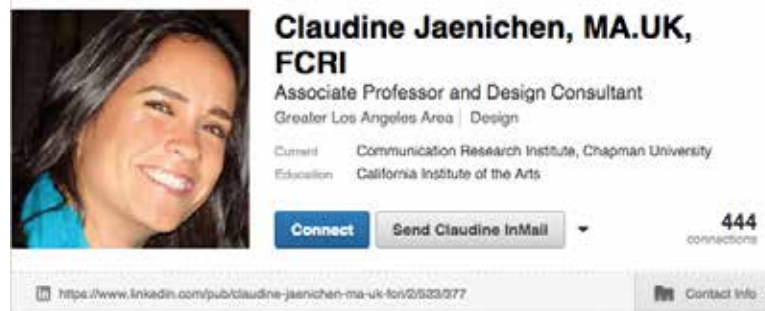 Claudine Jaenichen, MA.UK,
FCRI
Associate Professor and Design Consultant
Greater Los Angeles Area | Design
Current Communication Research Institute, Chapman University
Education California Institute of the Arts
Connect Send Claudine InMail 444
connections
https://www.linkedin.com/pub/claudine-jaenichen-ma-uk-fcri/2/533/377 Contact Info